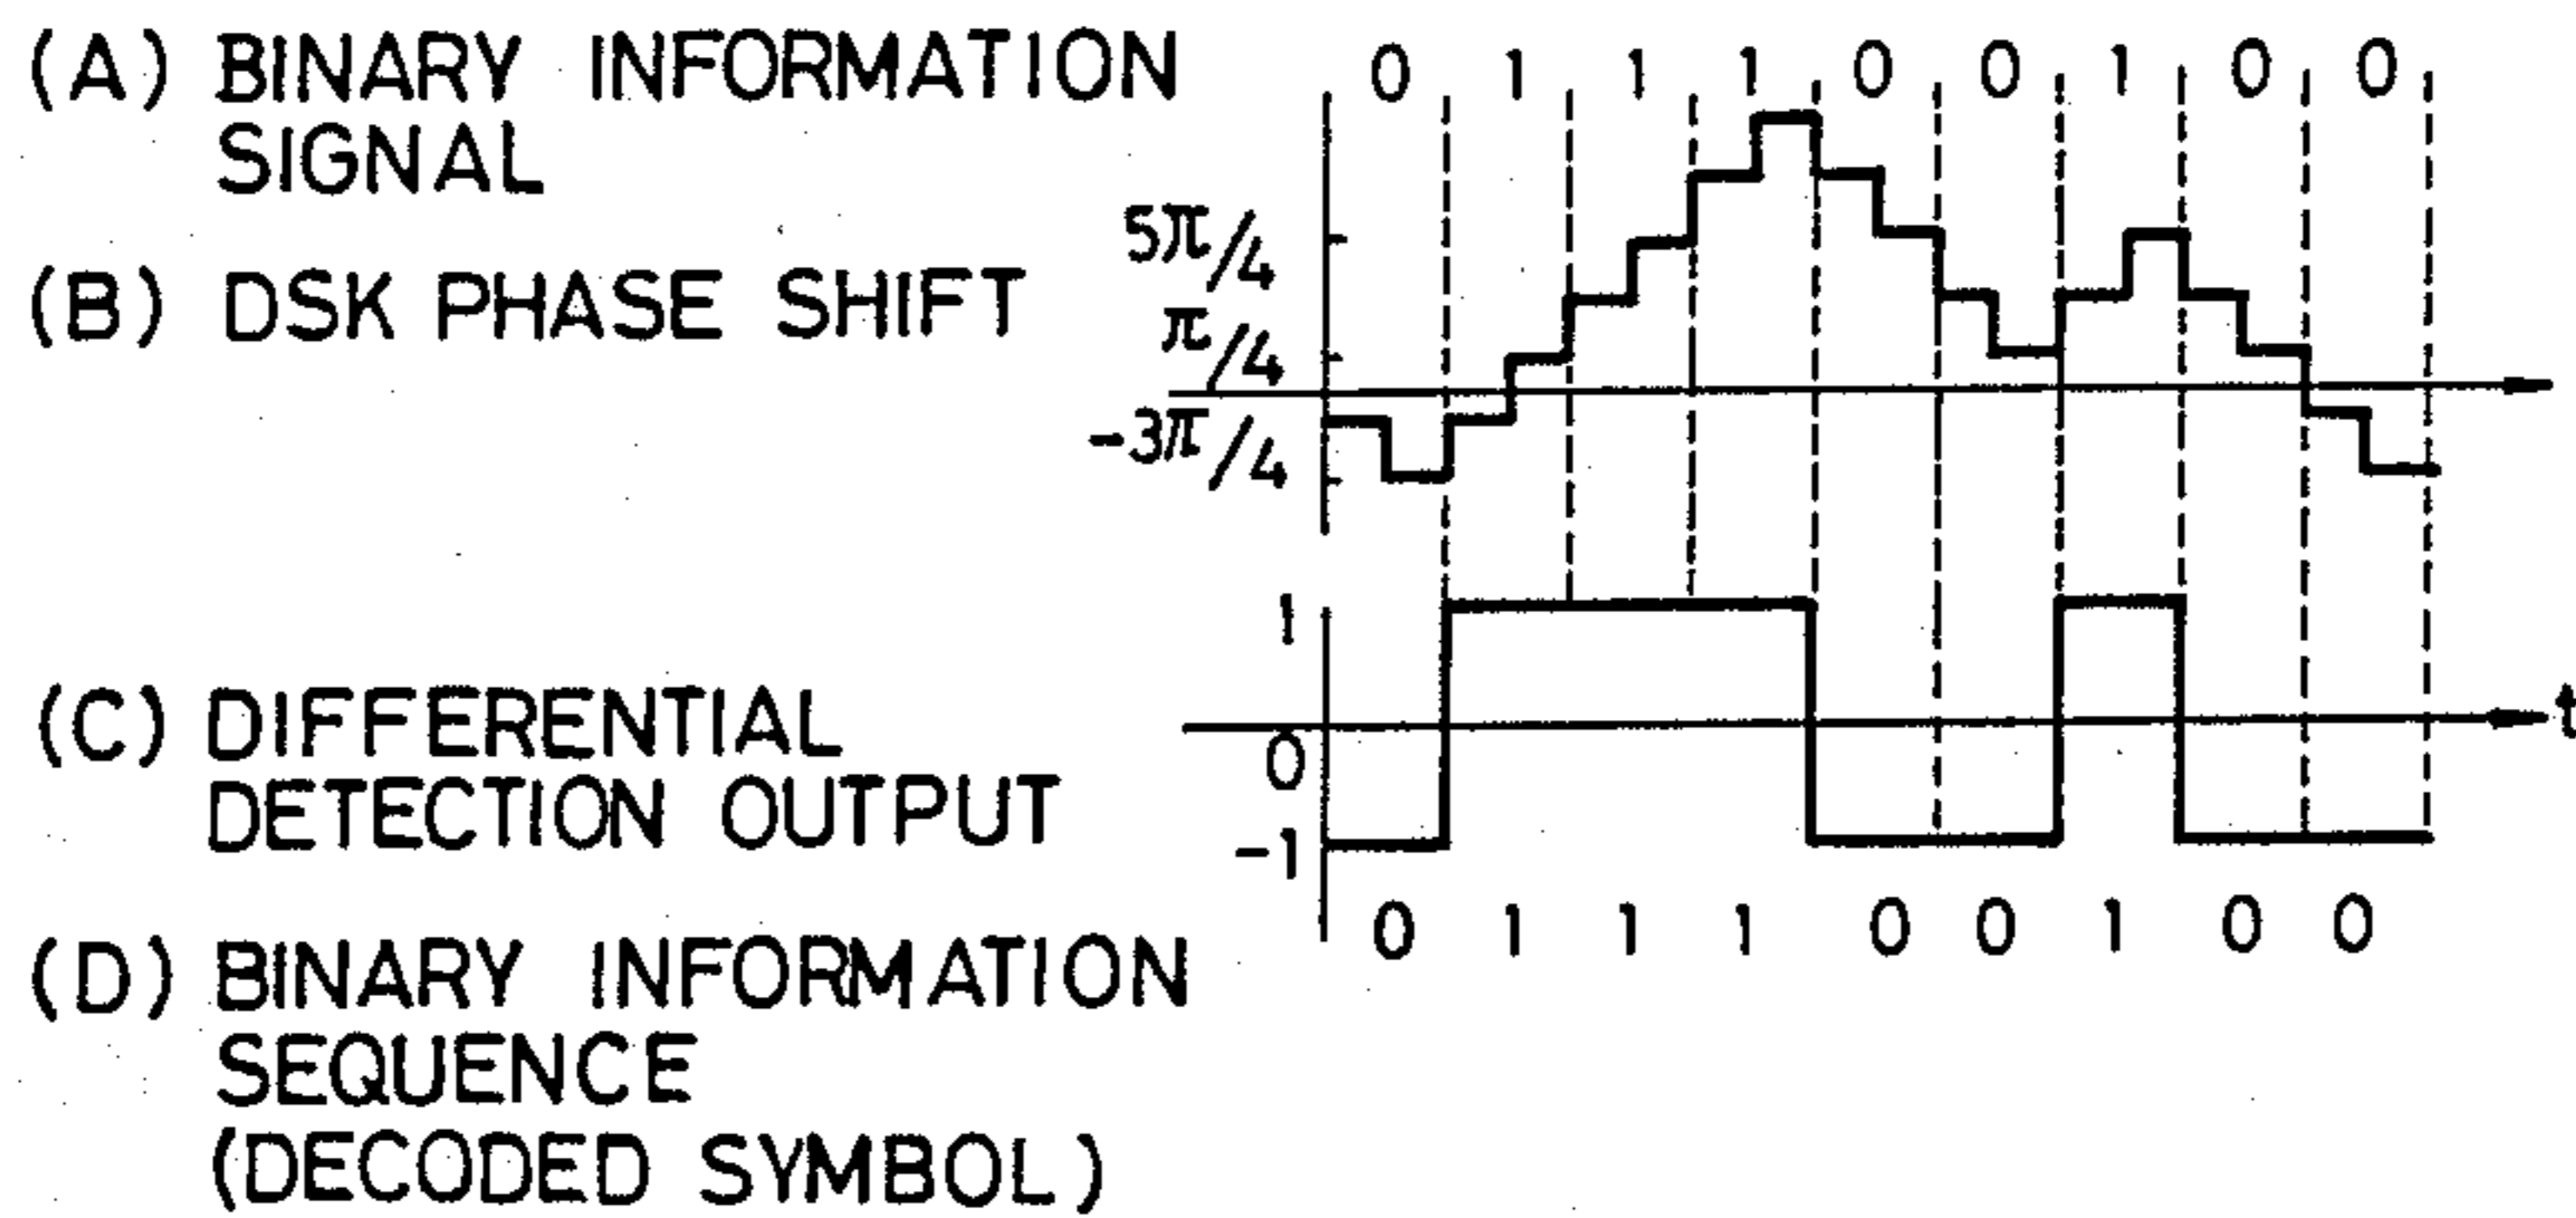 (A) BINARY INFORMATION
SIGNAL
0 1 1 1 0 0 1 0 0
(B) DSK PHASE SHIFT
5π/4
π/4
-3π/4
(C) DIFFERENTIAL
DETECTION OUTPUT
1
0
-1
t
(D) BINARY INFORMATION
SEQUENCE
(DECODED SYMBOL)
0 1 1 1 0 0 1 0 0